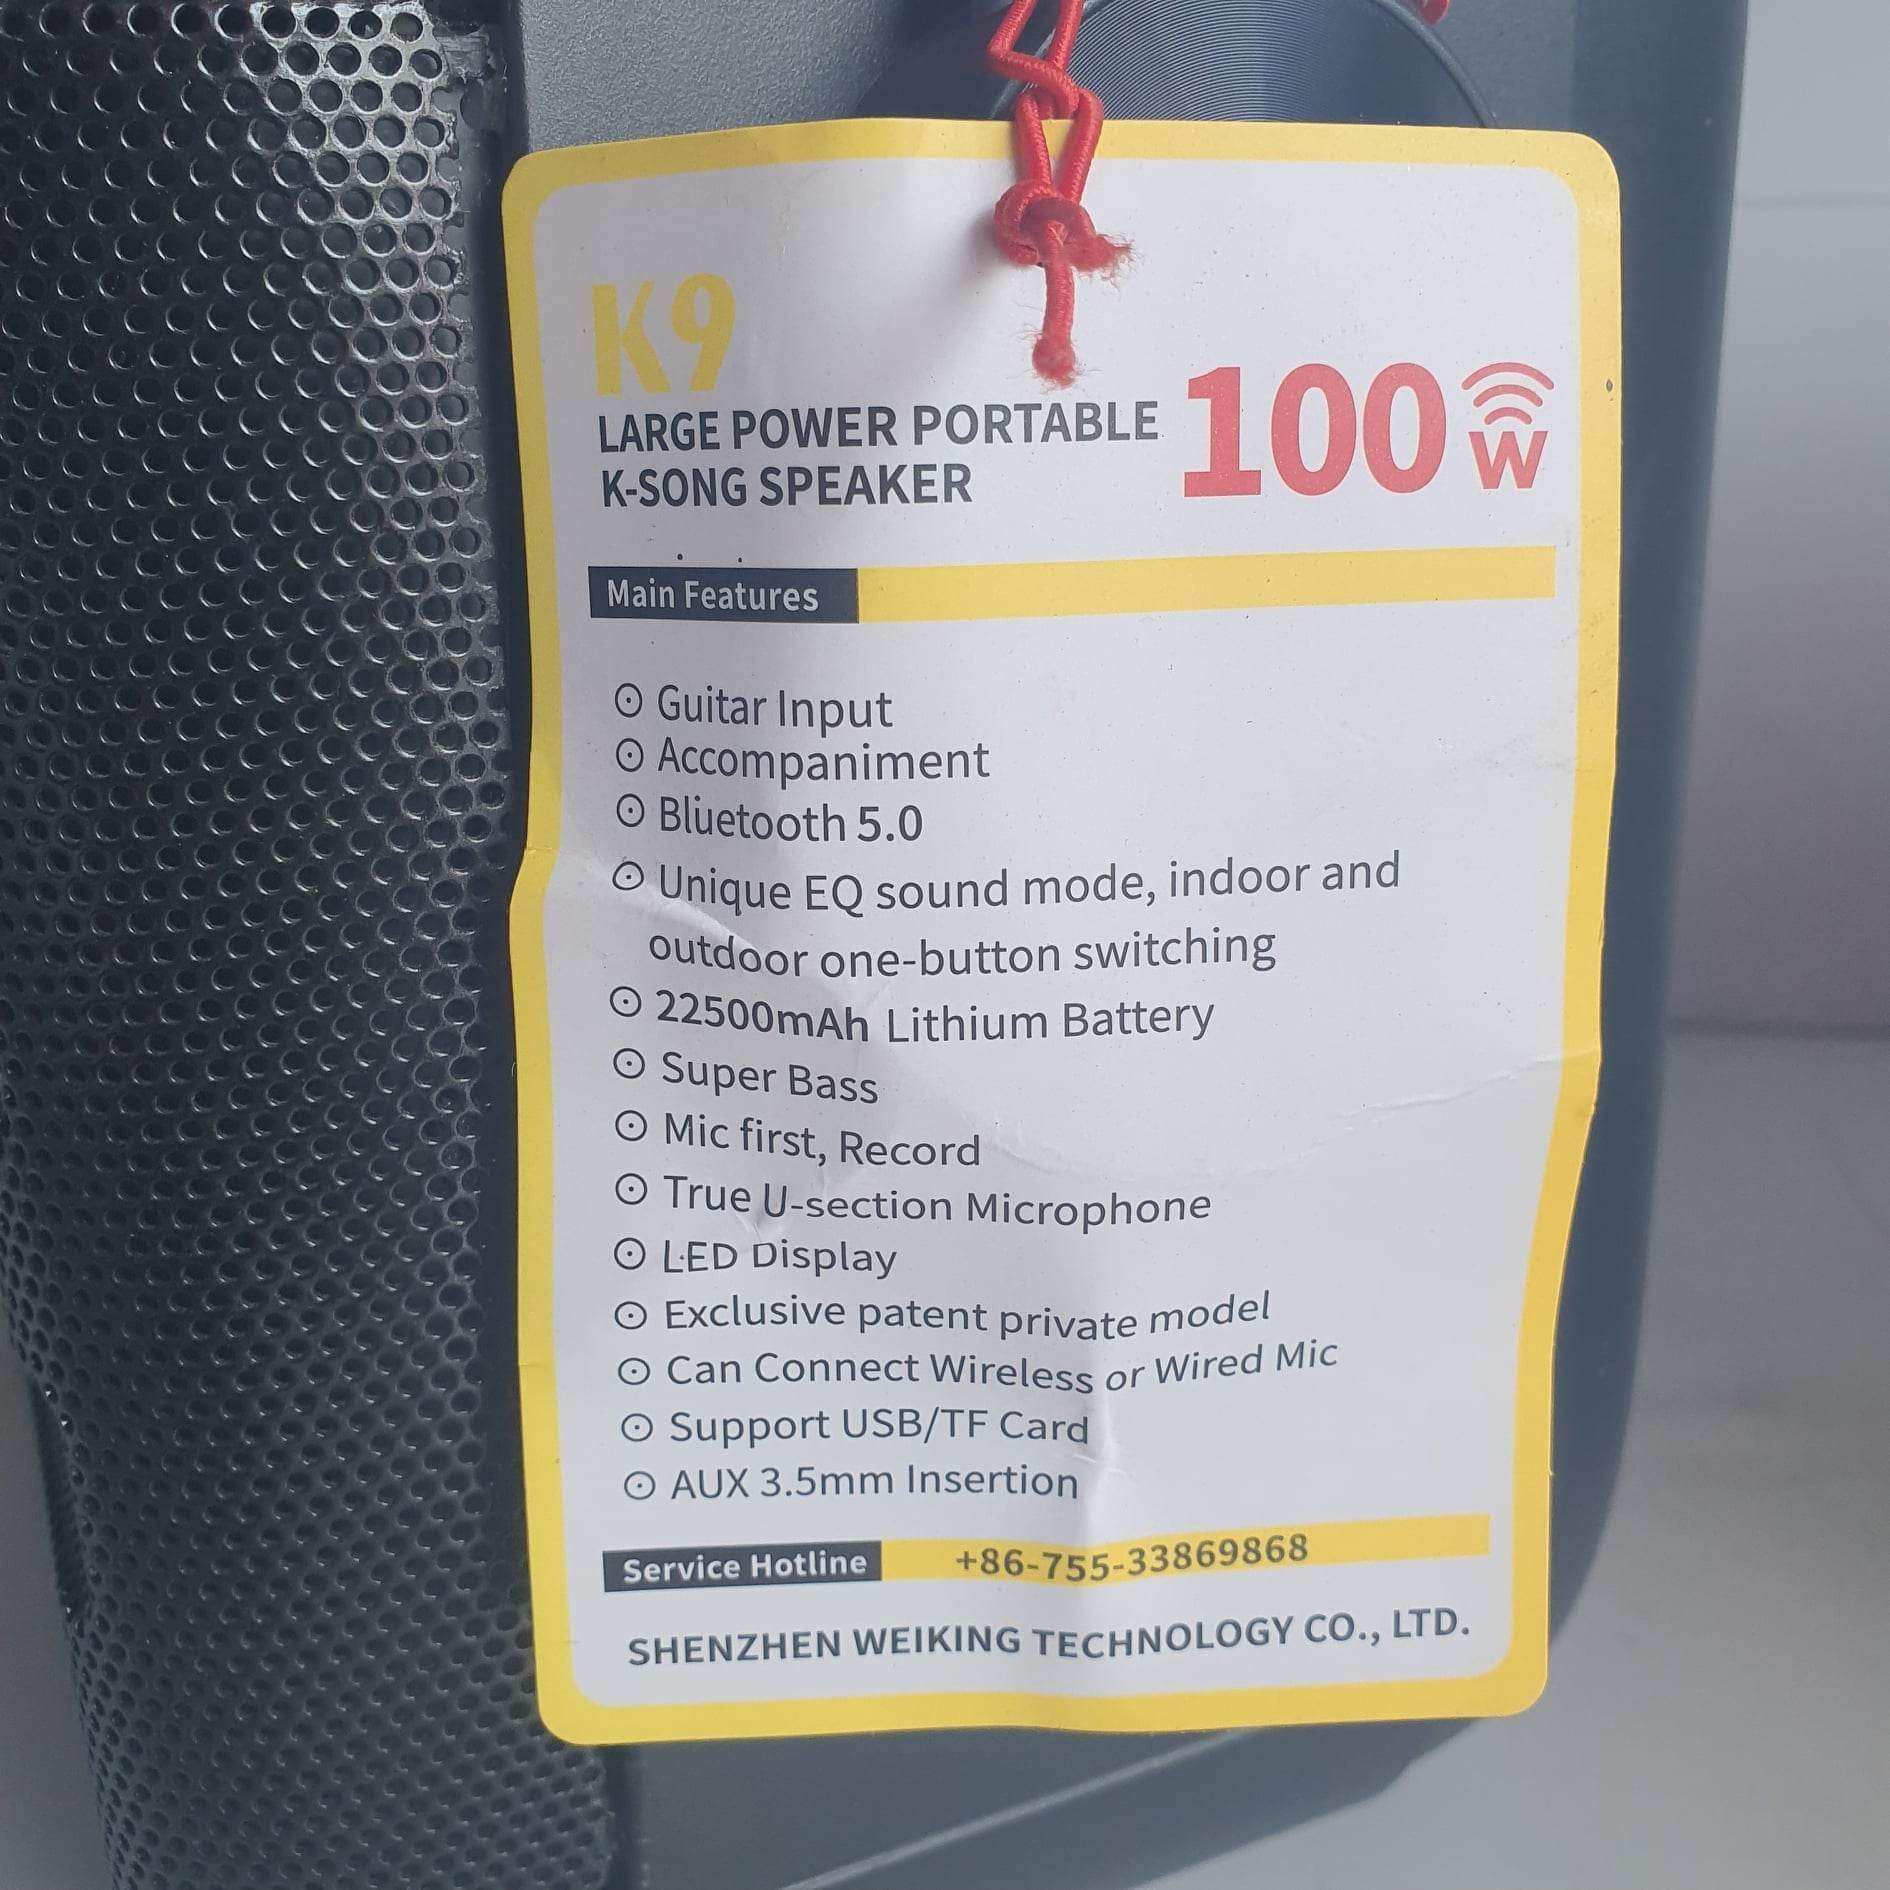 K9
LARGE POWER PORTABLE
K-SONG SPEAKER
100W
Main Features
Guitar Input
Accompaniment
Bluetooth 5.0
Unique EQ sound mode, indoor and
outdoor one-button switching
22500mAh Lithium Battery
Super Bass
Mic first, Record
True U-section Microphone
LED Display
Exclusive patent private model
Can Connect Wireless or Wired Mic
Support USB/TF Card
AUX 3.5mm Insertion
Service Hotline +86-755-33869868
SHENZHEN WEIKING TECHNOLOGY CO., LTD.